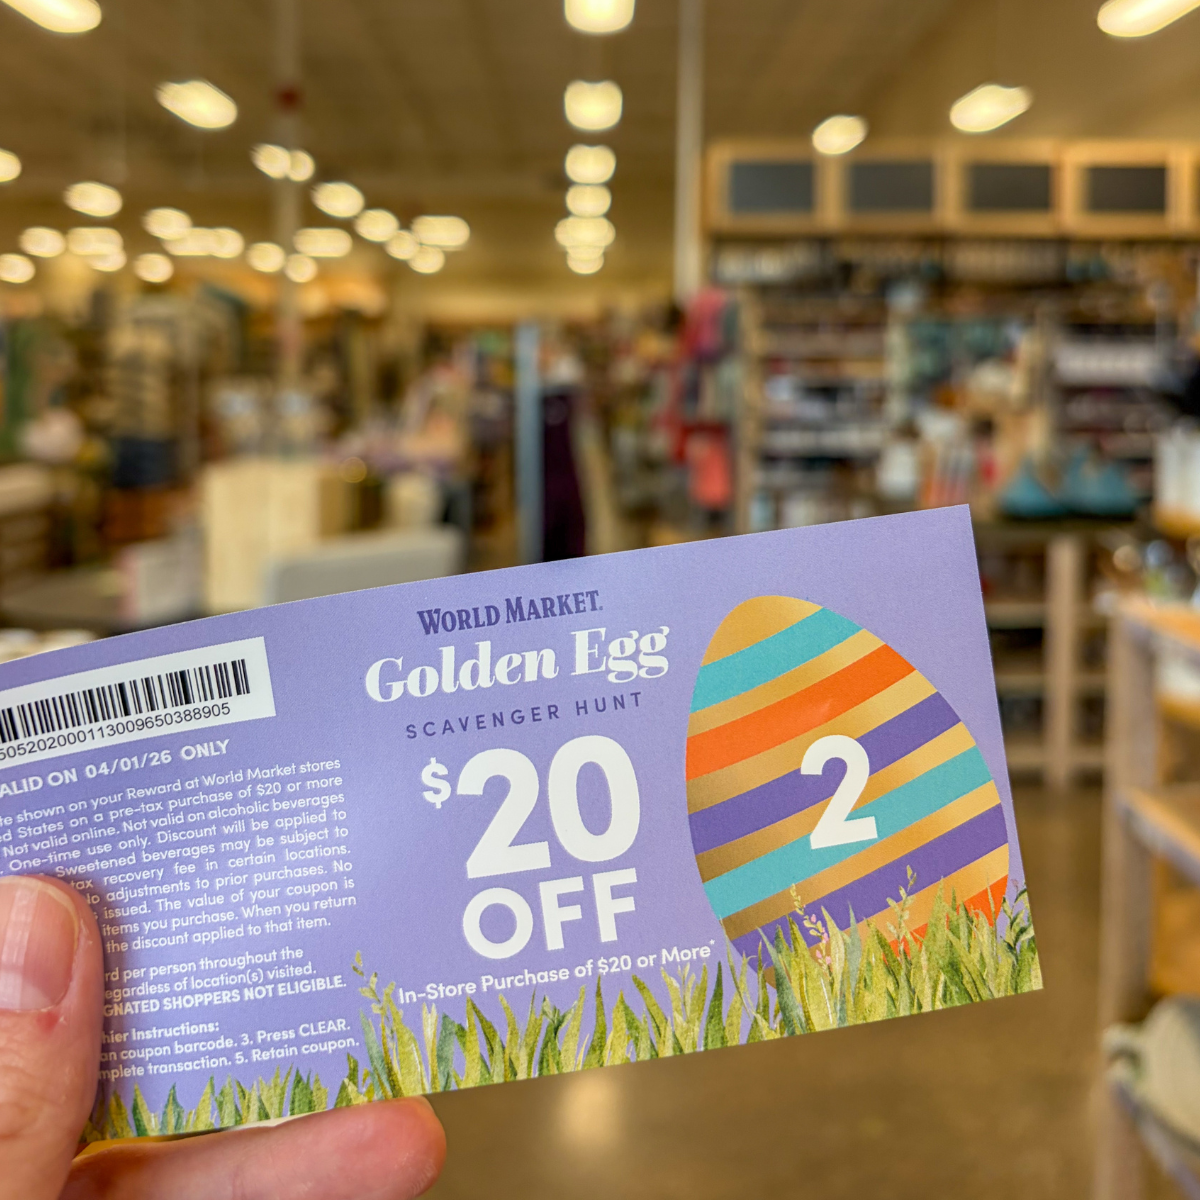 505202000113009650388905
ALID ON 04/01/26 ONLY
te shown on your Reward at World Market stores
ed States on a pre-tax purchase of $20 or more
Not valid online. Not valid on alcoholic beverages
One-time use only. Discount will be applied to
Sweetened beverages may be subject to
tax recovery fee in certain locations.
No adjustments to prior purchases. No
issued. The value of your coupon is
items you purchase. When you return
the discount applied to that item.
rd per person throughout the
egardless of location(s) visited.
GNATED SHOPPERS NOT ELIGIBLE.
hier Instructions:
on coupon barcode. 3. Press CLEAR.
mplete transaction. 5. Retain coupon.
WORLD MARKET.
Golden Egg
SCAVENGER HUNT
$20
OFF
In-Store Purchase of $20 or More*
2